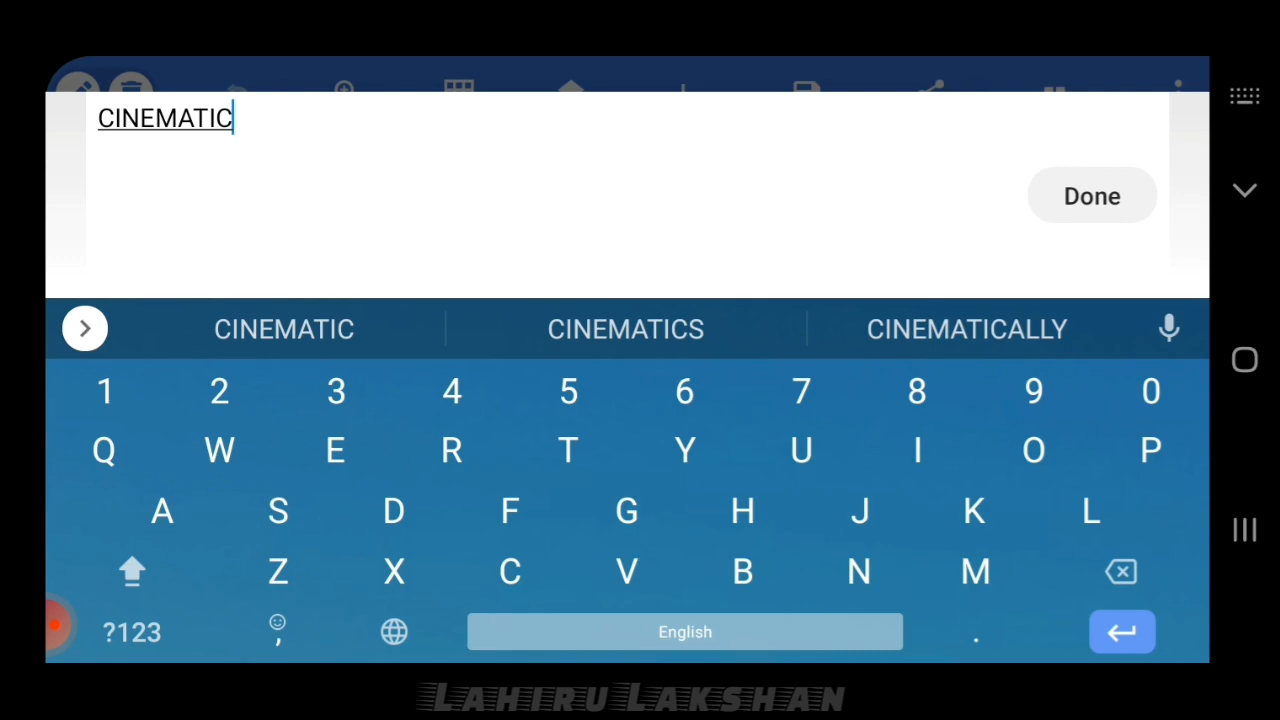 CINEMATIC
Done
CINEMATIC CINEMATICS CINEMATICALLY
1 2 3 4 5 6 7 8 9 0
Q W E R T Y U I O P
A S D F G H J K L
Z X C V B N M
?123 , English .
LAHIRU LAKSHAN